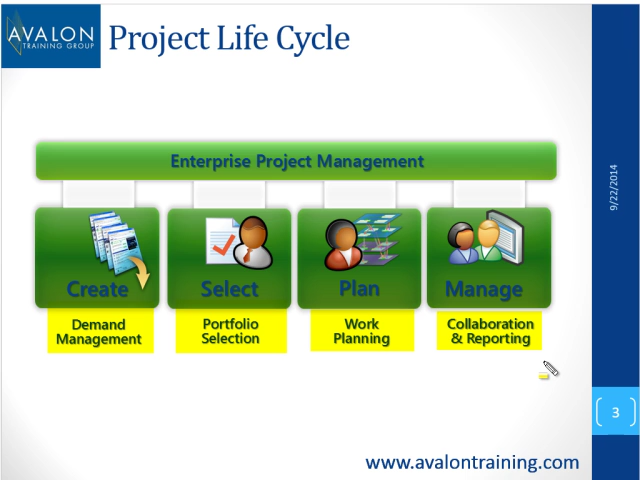 AVALON
TRAINING GROUP
Project Life Cycle
Enterprise Project Management
Create
Select
Plan
Manage
Demand
Management
Portfolio
Selection
Work
Planning
Collaboration
& Reporting
9/22/2014
3
www.avalontraining.com